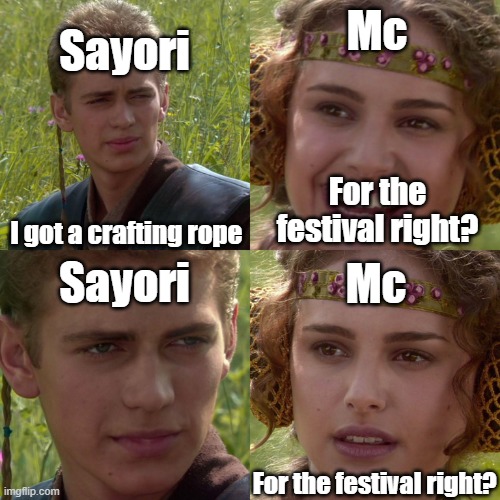 Sayori
Mc
I got a crafting rope
For the
festival right?
Sayori
Mc
For the festival right?
imgflip.com